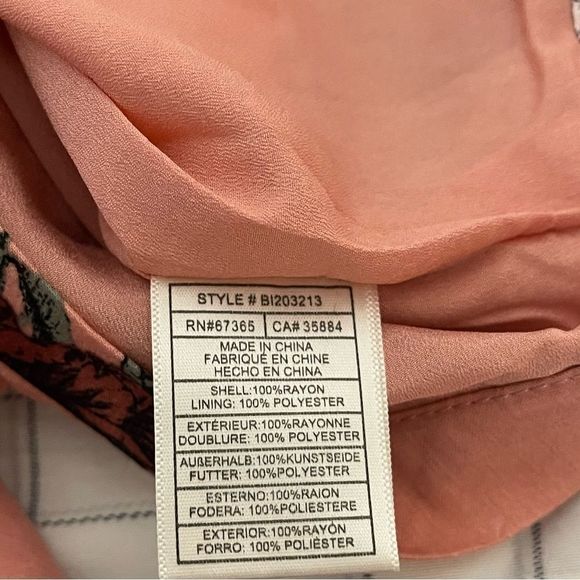 STYLE # BI203213
RN#67365 CA# 35884
MADE IN CHINA
FABRIQUÉ EN CHINE
HECHO EN CHINA
SHELL:100%RAYON
LINING: 100% POLYESTER
EXTÉRIEUR:100%RAYONNE
DOUBLURE: 100% POLYESTER
AUßERHALB:100%KUNSTSEIDE
FUTTER: 100%POLYESTER
ESTERNO:100%RAION
FODERA: 100%POLIESTERE
EXTERIOR:100%RAYÓN
FORRO: 100% POLIÉSTER